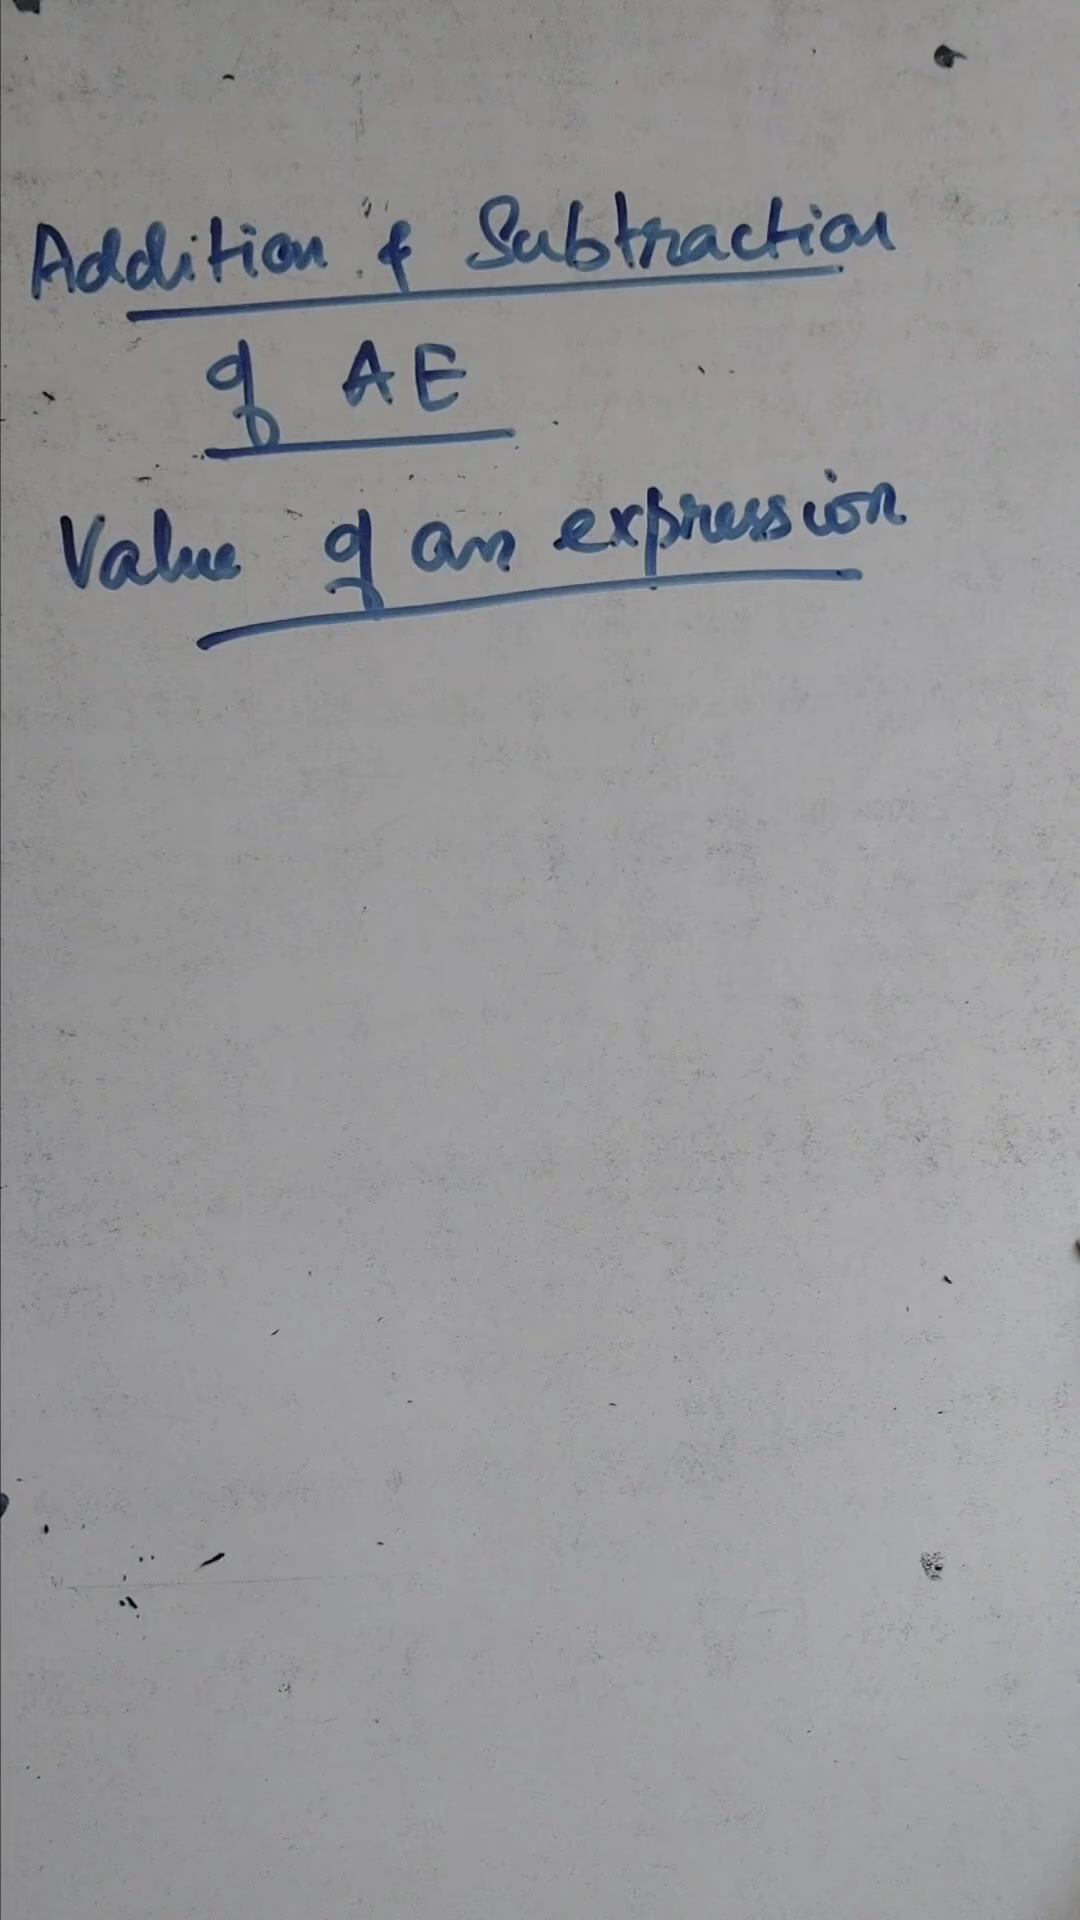 Addition & Subtraction
of AE
Value of an expression